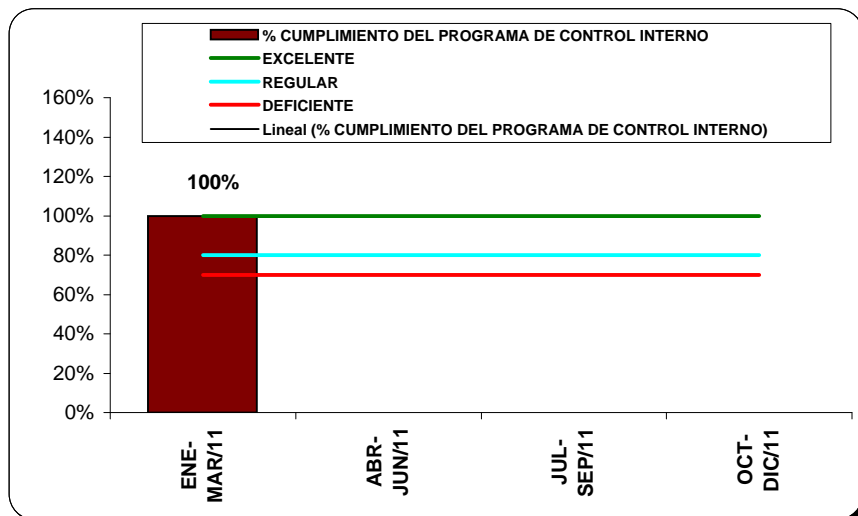 % CUMPLIMIENTO DEL PROGRAMA DE CONTROL INTERNO
EXCELENTE
REGULAR
DEFICIENTE
Lineal (% CUMPLIMIENTO DEL PROGRAMA DE CONTROL INTERNO)
160%
140%
120%
100%
80%
60%
40%
20%
0%
100%
ENE-
MAR/11
ABR-
JUN/11
JUL-
SEP/11
OCT-
DIC/11